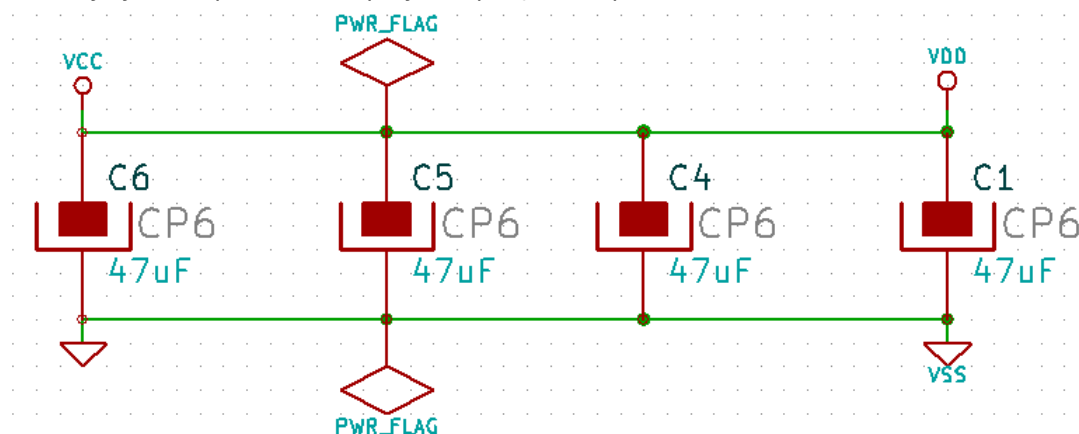 PWR_FLAG
VCC
VDD
C6
C5
C4
C1
CP6
CP6
CP6
CP6
47uF
47uF
47uF
47uF
VSS
PWR_FLAG